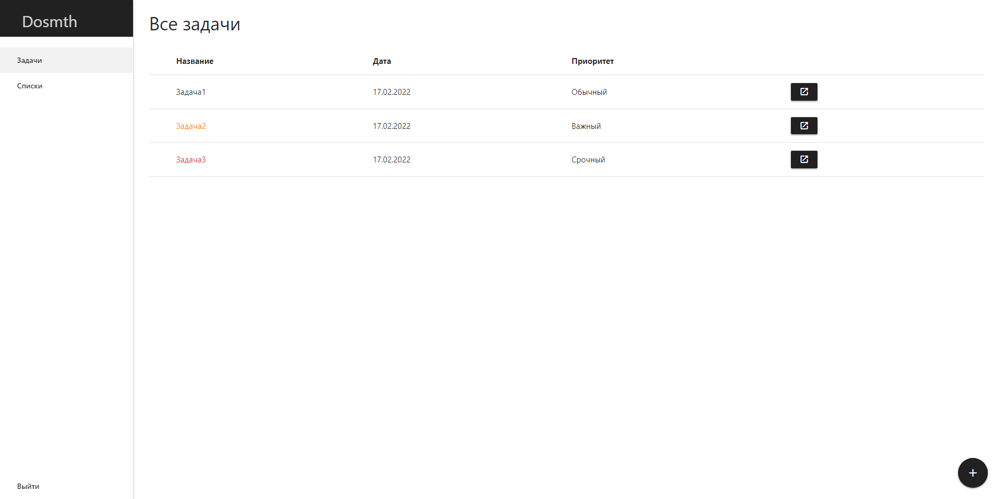 Dosmth
Задачи
Списки
Выйти
Все задачи
Название Дата Приоритет
Задача1 17.02.2022 Обычный
Задача2 17.02.2022 Важный
Задача3 17.02.2022 Срочный
+